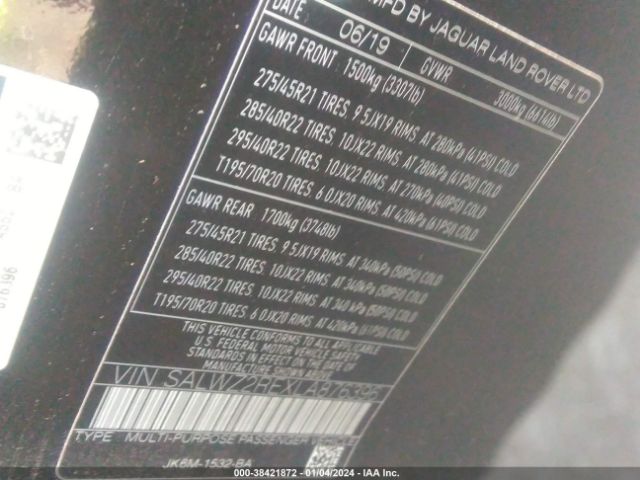 MFD BY JAGUAR LAND ROVER LTD
DATE: 06/19 GVWR 3000kg (6614lb)
GAWR FRONT 1500kg (3307lb)
275/45R21 TIRES, 9.5JX19 RIMS, AT 280kPa (41PSI) COLD
285/40R22 TIRES, 10JX22 RIMS, AT 280kPa (41PSI) COLD
295/40R22 TIRES, 10JX22 RIMS, AT 270kPa (40PSI) COLD
T195/70R20 TIRES, 6.0JX20 RIMS, AT 420kPa (61PSI) COLD
GAWR REAR 1700kg (3748lb)
275/45R21 TIRES, 9.5JX19 RIMS, AT 340kPa (50PSI) COLD
285/40R22 TIRES, 10JX22 RIMS, AT 340kPa (50PSI) COLD
295/40R22 TIRES, 10JX22 RIMS, AT 340kPa (50PSI) COLD
T195/70R20 TIRES, 6.0JX20 RIMS, AT 420kPa (61PSI) COLD
THIS VEHICLE CONFORMS TO ALL APPLICABLE
U.S. FEDERAL MOTOR VEHICLE SAFETY
STANDARDS IN EFFECT ON THE DATE OF
MANUFACTURE SHOWN ABOVE.
VIN SALWZ2REXLA876396
TYPE MULTI-PURPOSE PASSENGER VEHICLE
JK6M-1532-BA
876396
000-38421872 - 01/04/2024 - IAA Inc.